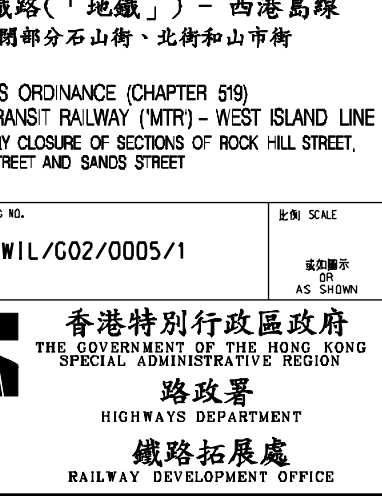 鐵路(「地鐵」) - 西港島線
閉部分石山街、北街和山市街
S ORDINANCE (CHAPTER 519)
RANSIT RAILWAY ('MTR') – WEST ISLAND LINE
RY CLOSURE OF SECTIONS OF ROCK HILL STREET,
TREET AND SANDS STREET
G NO.
WIL/G02/0005/1
比例 SCALE
或如圖示
OR
AS SHOWN
香港特別行政區政府
THE GOVERNMENT OF THE HONG KONG
SPECIAL ADMINISTRATIVE REGION
路政署
HIGHWAYS DEPARTMENT
鐵路拓展處
RAILWAY DEVELOPMENT OFFICE